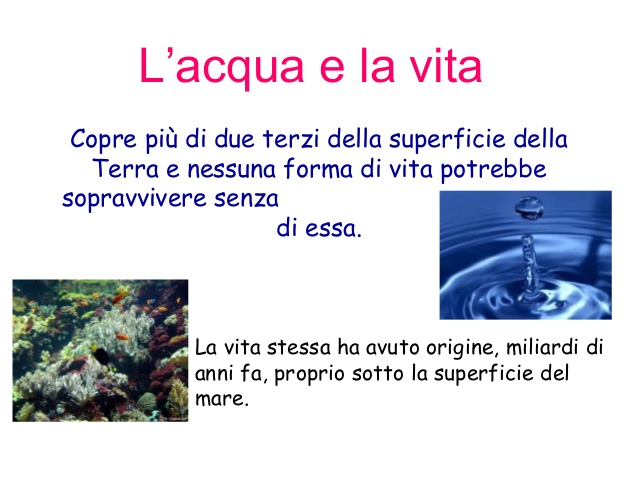 L’acqua e la vita
Copre più di due terzi della superficie della
Terra e nessuna forma di vita potrebbe
sopravvivere senza
di essa.
La vita stessa ha avuto origine, miliardi di
anni fa, proprio sotto la superficie del
mare.